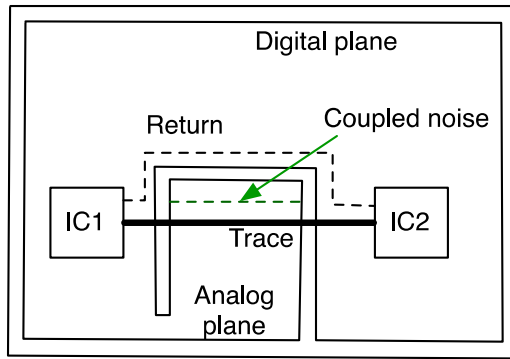 Digital plane
Return
Coupled noise
IC1
IC2
Trace
Analog
plane